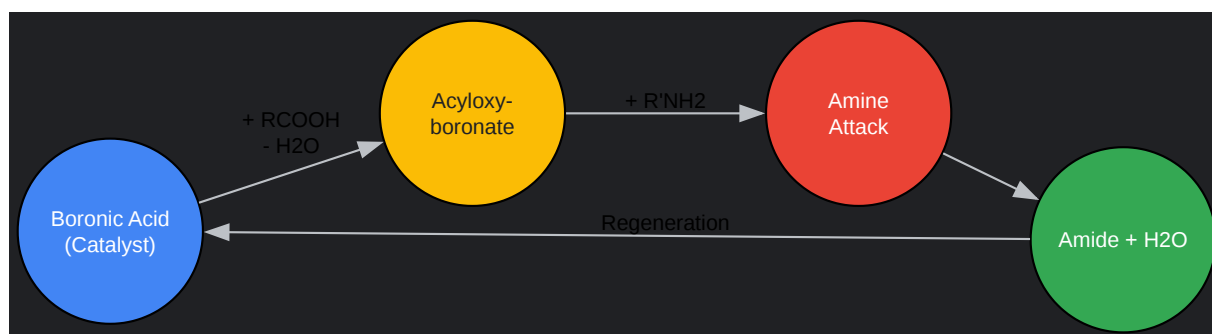 Boronic Acid
(Catalyst)
+ RCOOH
- H2O
Acyloxy-
boronate
+ R'NH2
Amine
Attack
Amide + H2O
Regeneration